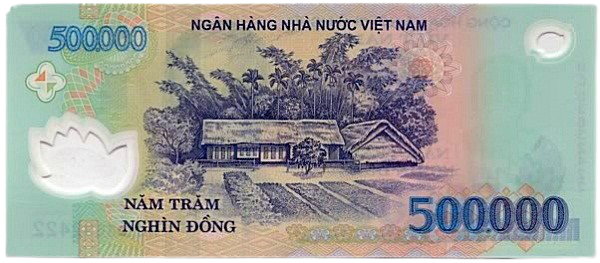 NGÂN HÀNG NHÀ NƯỚC VIỆT NAM
500.000
NĂM TRĂM
NGHÌN ĐỒNG
500.000